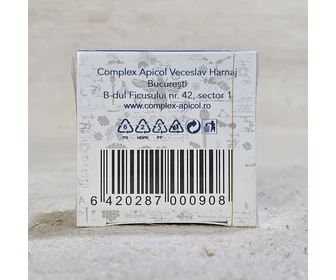 Complex Apicol Veceslav Harnaj
București
B-dul Ficusului nr. 42, sector 1
www.complex-apicol.ro
PS HDPE PP
6 420287 000908